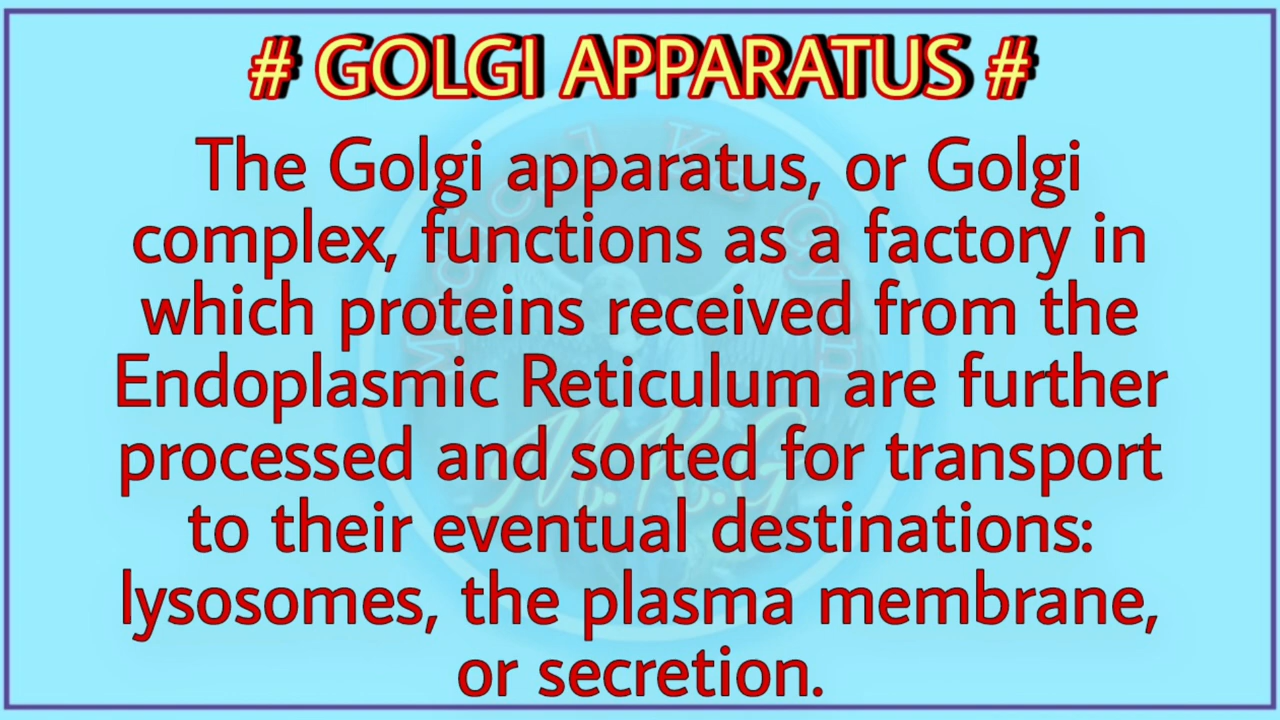 # GOLGI APPARATUS #
The Golgi apparatus, or Golgi
complex, functions as a factory in
which proteins received from the
Endoplasmic Reticulum are further
processed and sorted for transport
to their eventual destinations:
lysosomes, the plasma membrane,
or secretion.
M.K.G